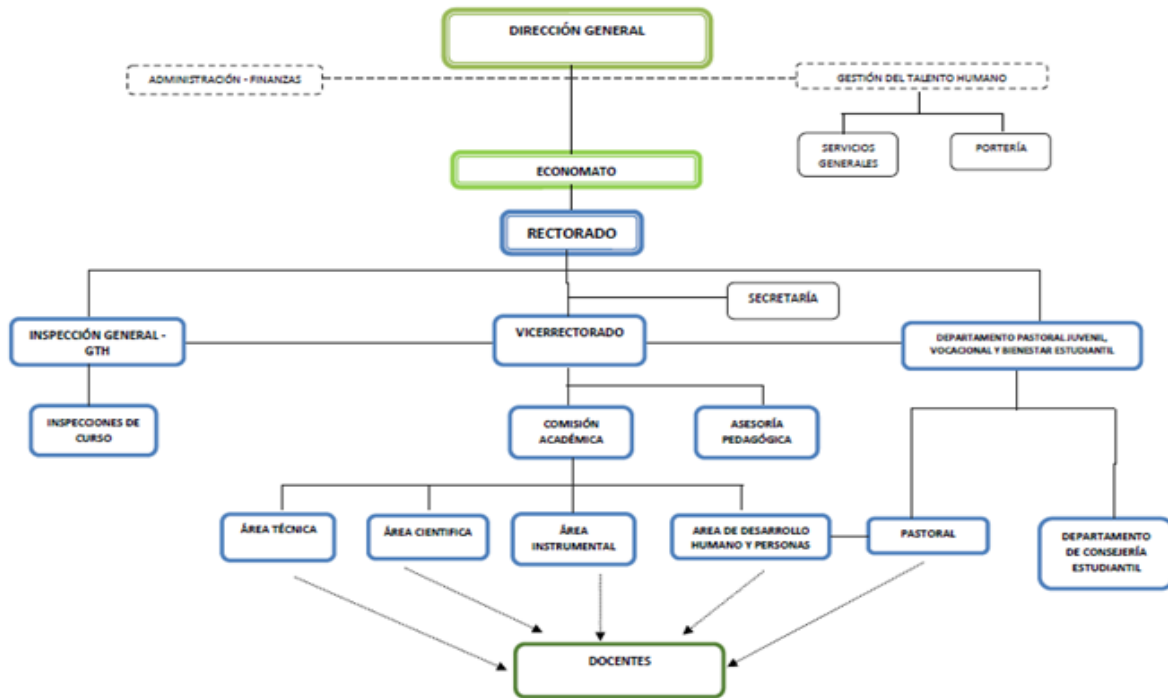 DIRECCIÓN GENERAL
ADMINISTRACIÓN - FINANZAS
GESTIÓN DEL TALENTO HUMANO
SERVICIOS
GENERALES
PORTERÍA
ECONOMATO
RECTORADO
SECRETARÍA
INSPECCIÓN GENERAL -
GTH
VICERRECTORADO
DEPARTAMENTO PASTORAL JUVENIL,
VOCACIONAL Y BIENESTAR ESTUDIANTIL
INSPECCIONES DE
CURSO
COMISIÓN
ACADÉMICA
ASESORÍA
PEDAGÓGICA
ÁREA TÉCNICA
ÁREA CIENTIFICA
ÁREA
INSTRUMENTAL
AREA DE DESARROLLO
HUMANO Y PERSONAS
PASTORAL
DEPARTAMENTO
DE CONSEJERÍA
ESTUDIANTIL
DOCENTES